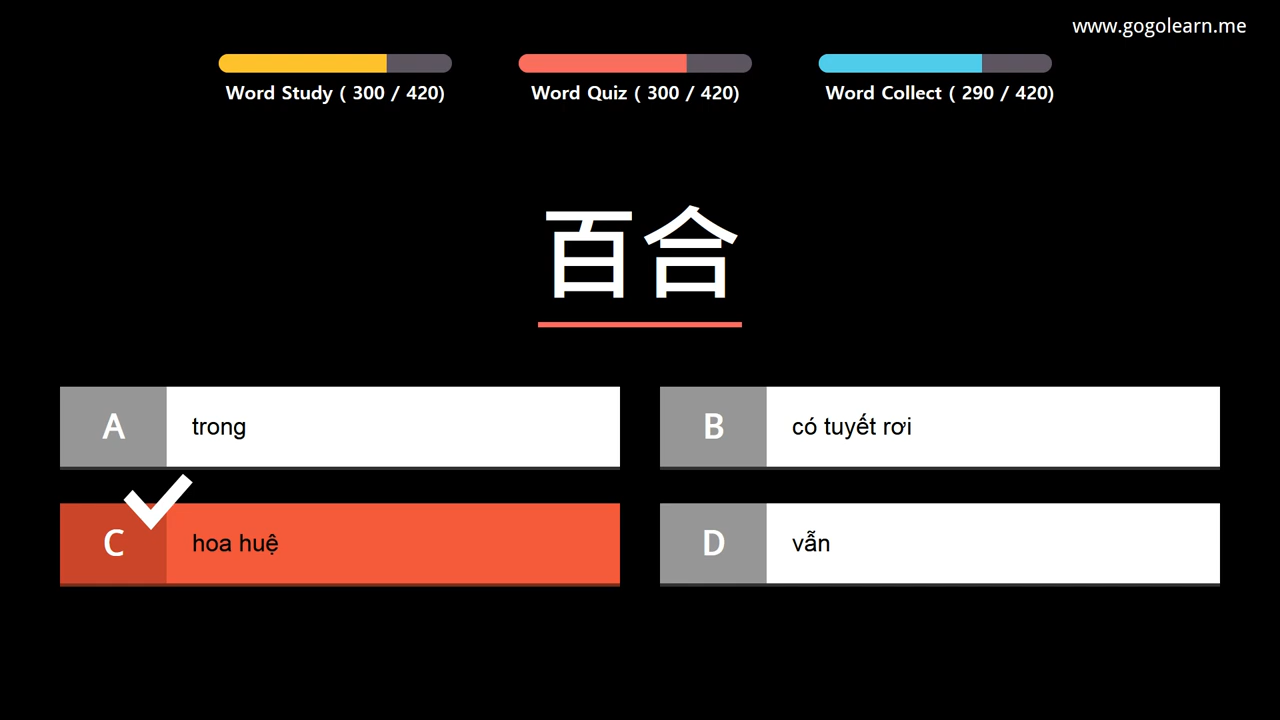 www.gogolearn.me
Word Study ( 300 / 420)
Word Quiz ( 300 / 420)
Word Collect ( 290 / 420)
百合
A trong
B có tuyết rơi
C hoa huệ
D vẫn